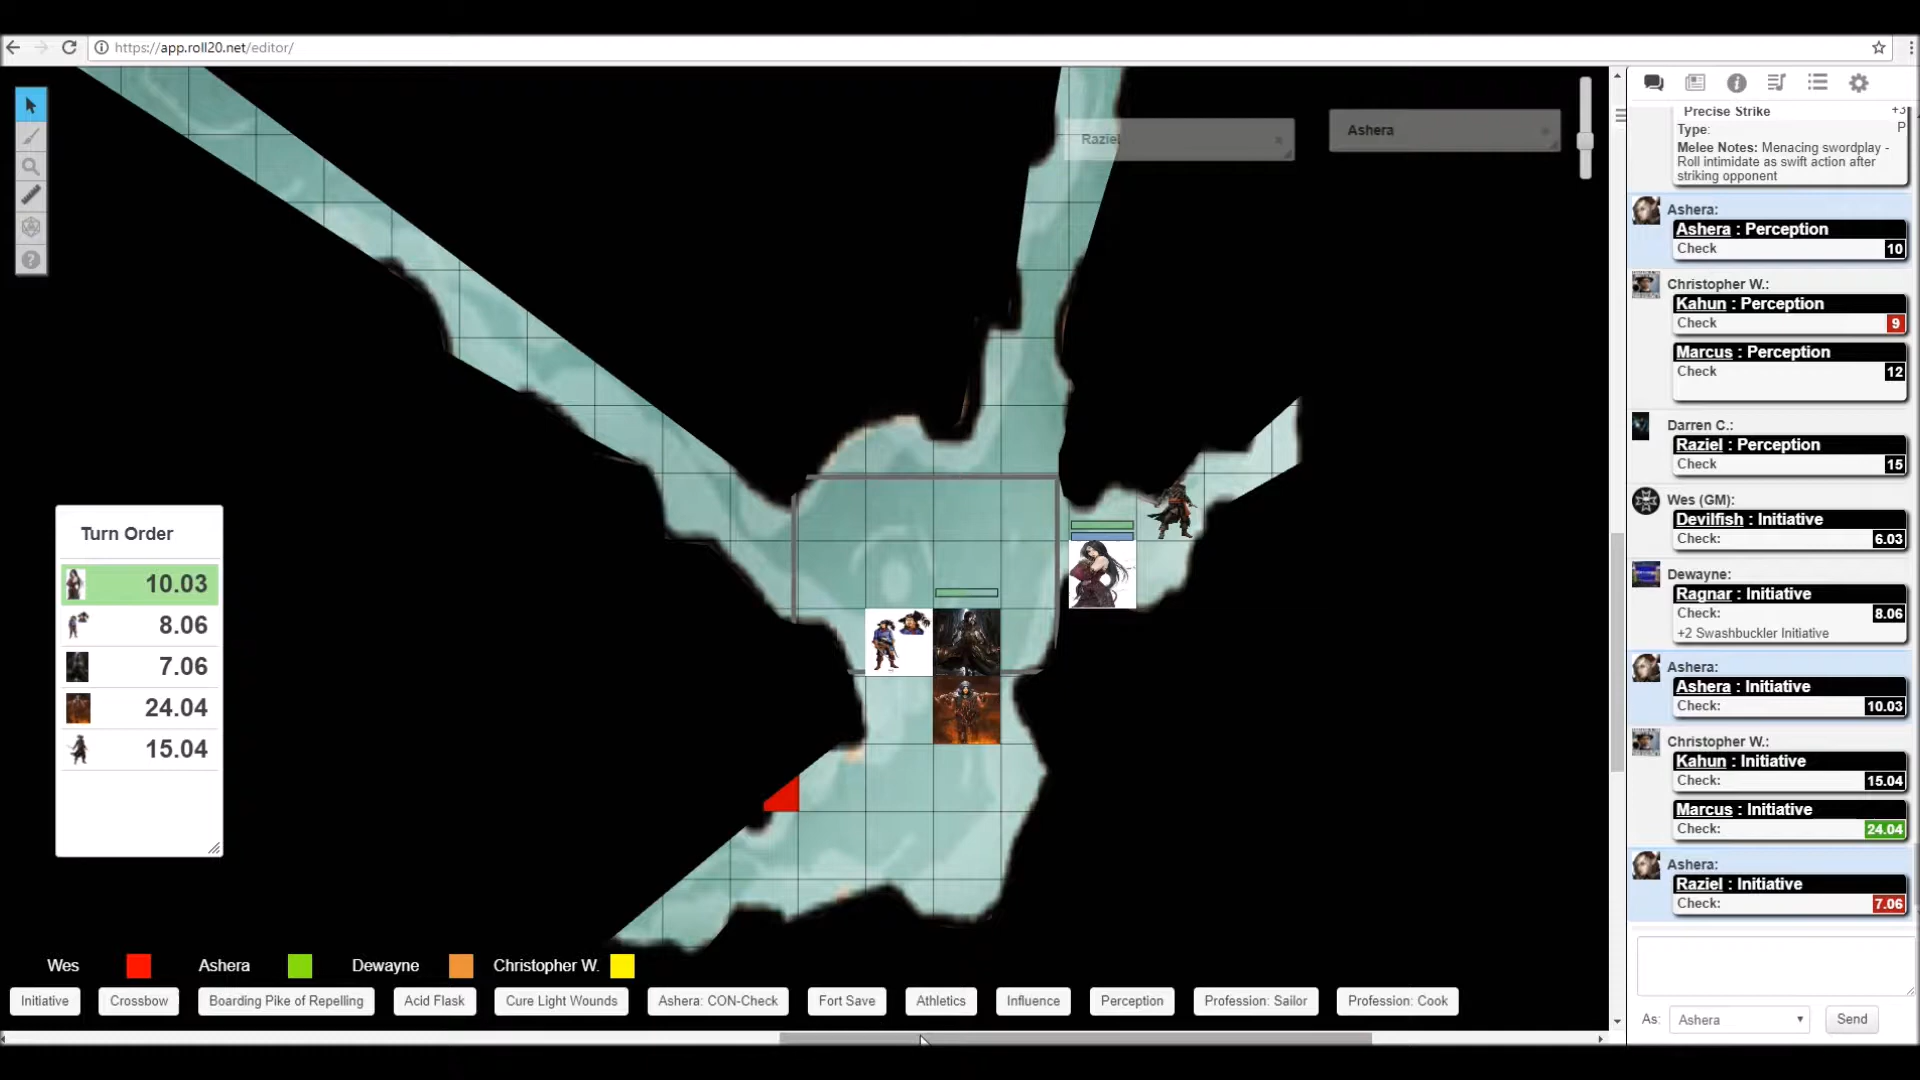 https://app.roll20.net/editor/
Raziel
Ashera
Turn Order
10.03
8.06
7.06
24.04
15.04
Wes
Ashera
Dewayne
Christopher W.
Initiative
Crossbow
Boarding Pike of Repelling
Acid Flask
Cure Light Wounds
Ashera: CON-Check
Fort Save
Athletics
Influence
Perception
Profession: Sailor
Profession: Cook
Precise Strike +3
Type: P
Melee Notes: Menacing swordplay -
Roll intimidate as swift action after
striking opponent
Ashera:
Ashera : Perception
Check 10
Christopher W.:
Kahun : Perception
Check 9
Marcus : Perception
Check 12
Darren C.:
Raziel : Perception
Check 15
Wes (GM):
Devilfish : Initiative
Check: 6.03
Dewayne:
Ragnar : Initiative
Check: 8.06
+2 Swashbuckler Initiative
Ashera:
Ashera : Initiative
Check: 10.03
Christopher W.:
Kahun : Initiative
Check: 15.04
Marcus : Initiative
Check: 24.04
Ashera:
Raziel : Initiative
Check: 7.06
As: Ashera
Send